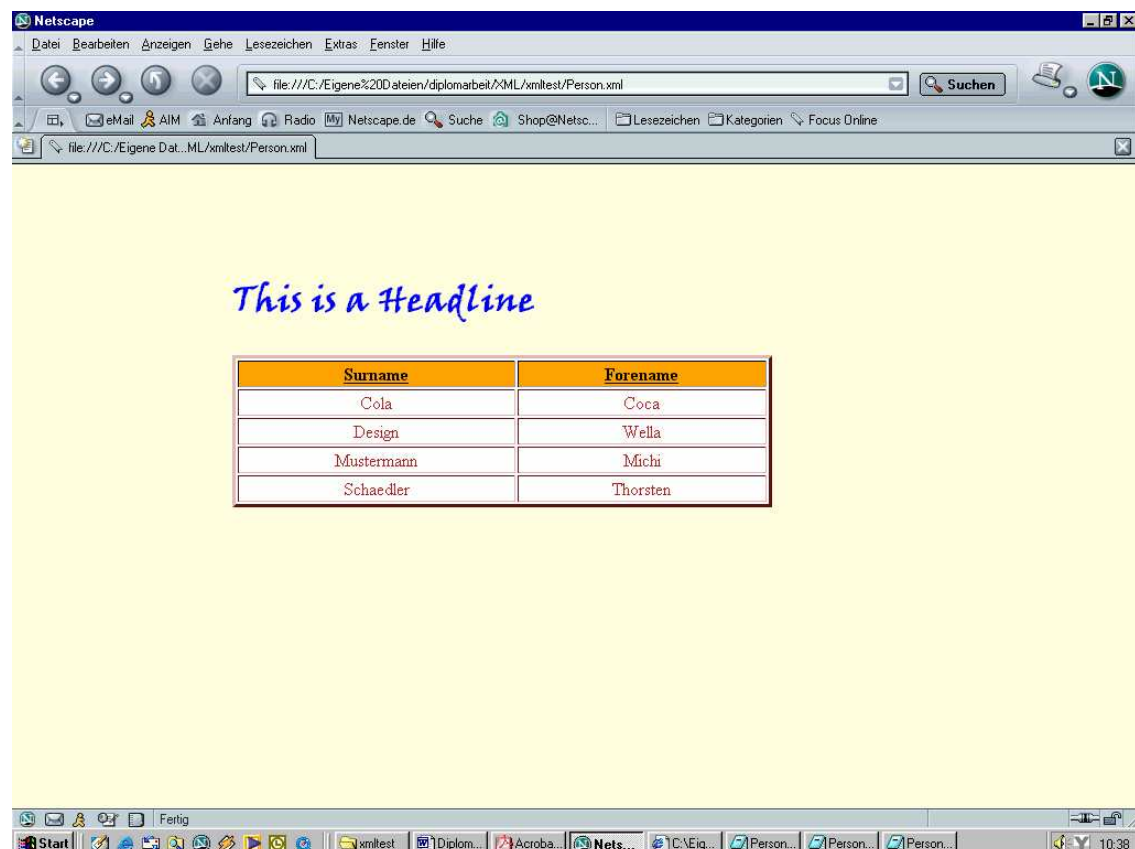 Netscape
Datei Bearbeiten Anzeigen Gehe Lesezeichen Extras Fenster Hilfe
file:///C:/Eigene%20Dateien/diplomarbeit/XML/xmltest/Person.xml Suchen N
eMail AIM Anfang Radio My Netscape.de Suche Shop@Netsc... Lesezeichen Kategorien Focus Online
file:///C:/Eigene Dat...ML/xmltest/Person.xml
This is a Headline
Surname Forename
Cola Coca
Design Wella
Mustermann Michi
Schaedler Thorsten
Fertig
Start xmltest Diplom... Acroba... Nets... C:\Eig... Person... Person... Person... 10:38